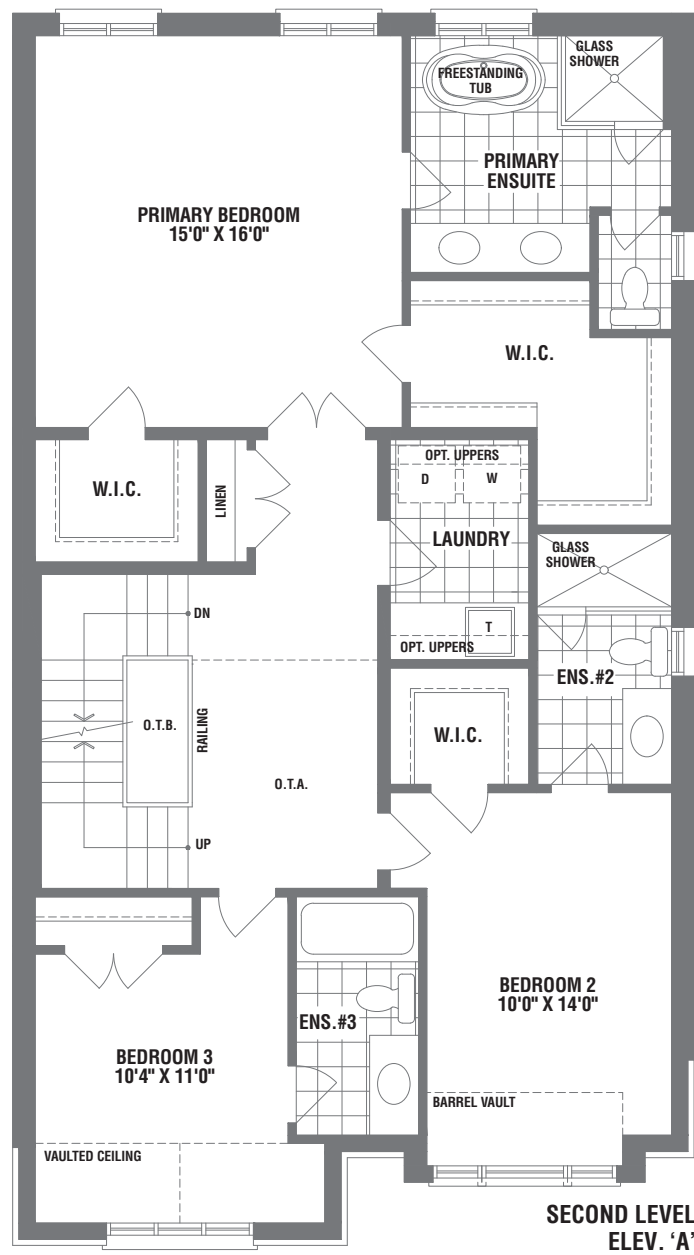 GLASS
SHOWER
FREESTANDING
TUB
PRIMARY
ENSUITE
PRIMARY BEDROOM
15'0" X 16'0"
W.I.C.
W.I.C.
LINEN
OPT. UPPERS
D
W
LAUNDRY
T
OPT. UPPERS
GLASS
SHOWER
ENS.#2
DN
O.T.B.
RAILING
O.T.A.
UP
W.I.C.
BEDROOM 2
10'0" X 14'0"
BARREL VAULT
ENS.#3
BEDROOM 3
10'4" X 11'0"
VAULTED CEILING
SECOND LEVEL
ELEV. ‘A’